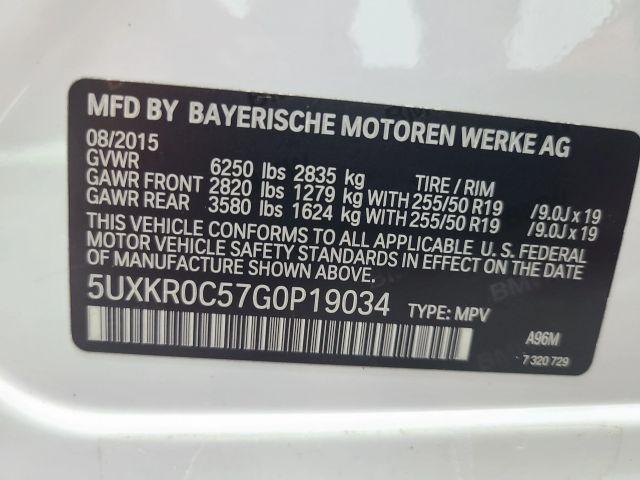 MFD BY BAYERISCHE MOTOREN WERKE AG
08/2015
GVWR 6250 lbs 2835 kg TIRE / RIM
GAWR FRONT 2820 lbs 1279 kg WITH 255/50 R19 /9.0J x 19
GAWR REAR 3580 lbs 1624 kg WITH 255/50 R19 /9.0J x 19
THIS VEHICLE CONFORMS TO ALL APPLICABLE U.S. FEDERAL
MOTOR VEHICLE SAFETY STANDARDS IN EFFECT ON THE DATE
OF MANUFACTURE SHOWN ABOVE.
5UXKR0C57G0P19034 TYPE: MPV
A96M
7 320 729